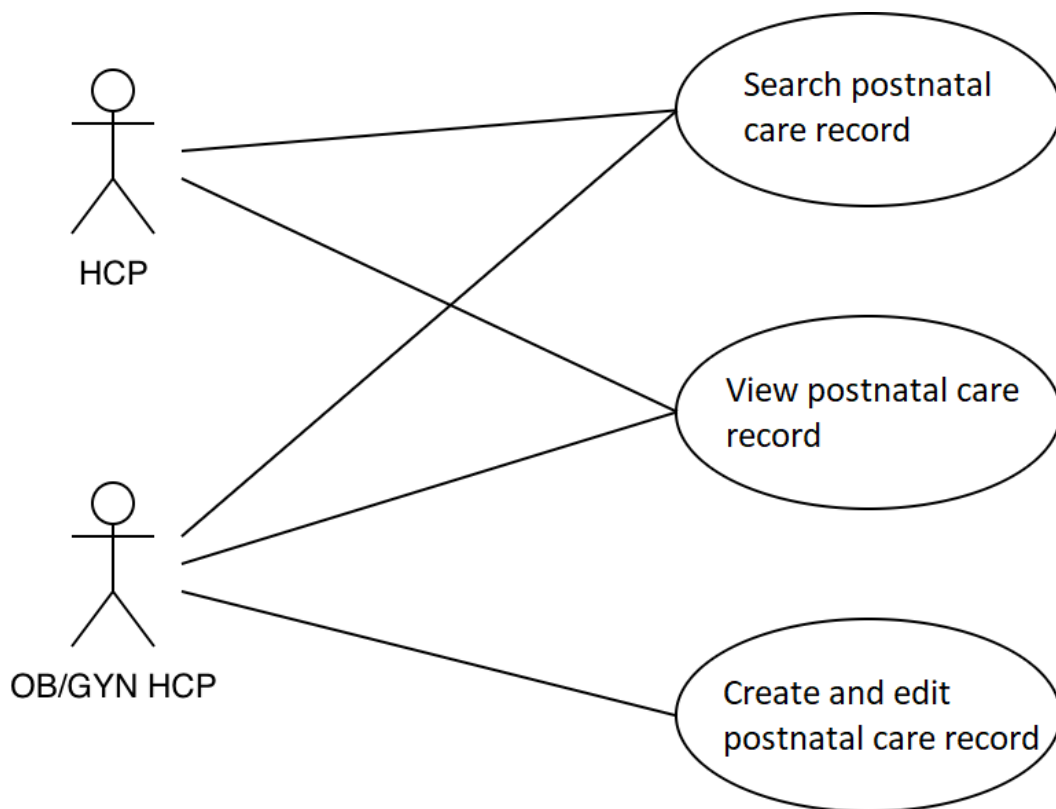 Search postnatal
care record
HCP
View postnatal care
record
OB/GYN HCP
Create and edit
postnatal care record